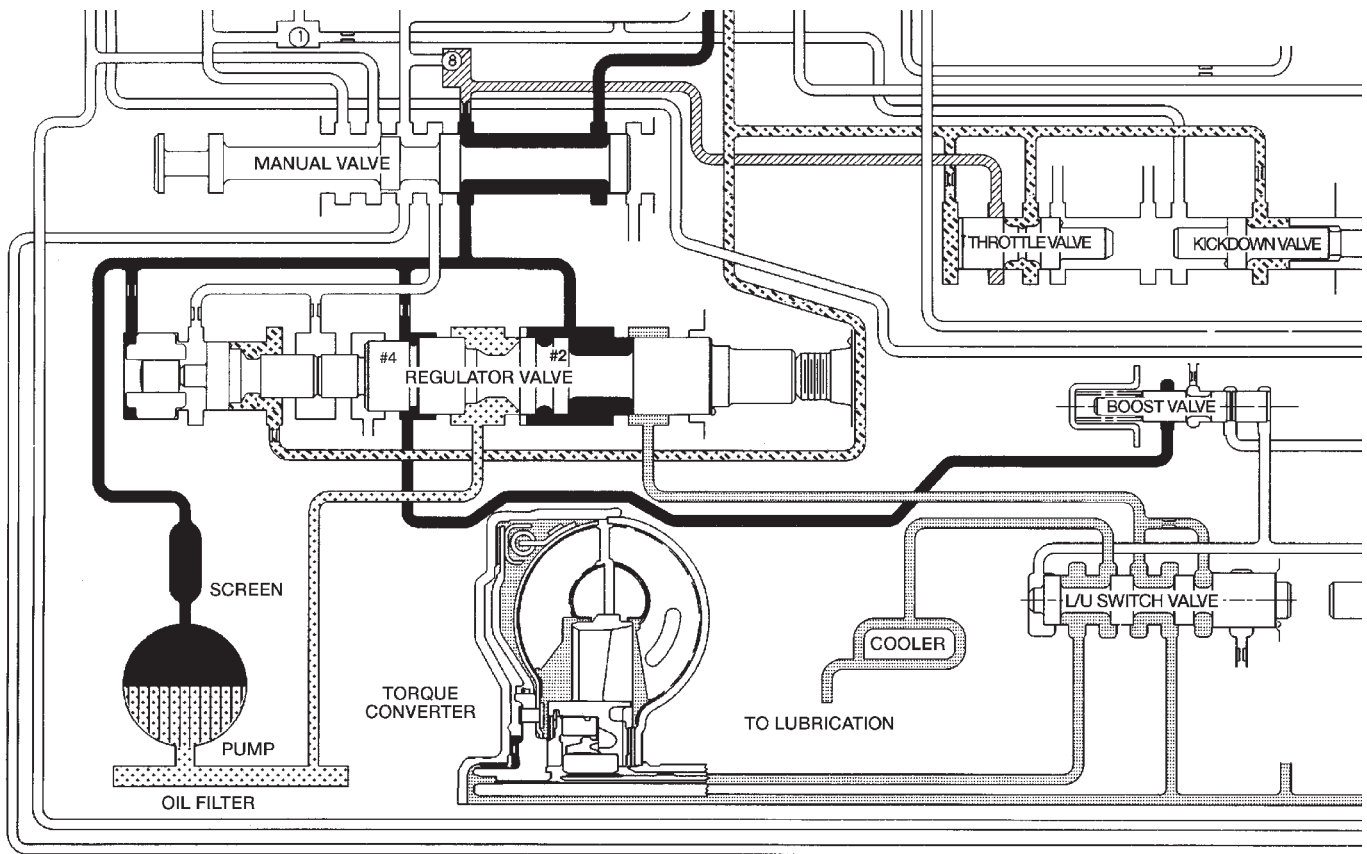 1
8
MANUAL VALVE
THROTTLE VALVE
KICKDOWN VALVE
#4
#2
REGULATOR VALVE
BOOST VALVE
SCREEN
L/U SWITCH VALVE
COOLER
TORQUE
CONVERTER
TO LUBRICATION
PUMP
OIL FILTER